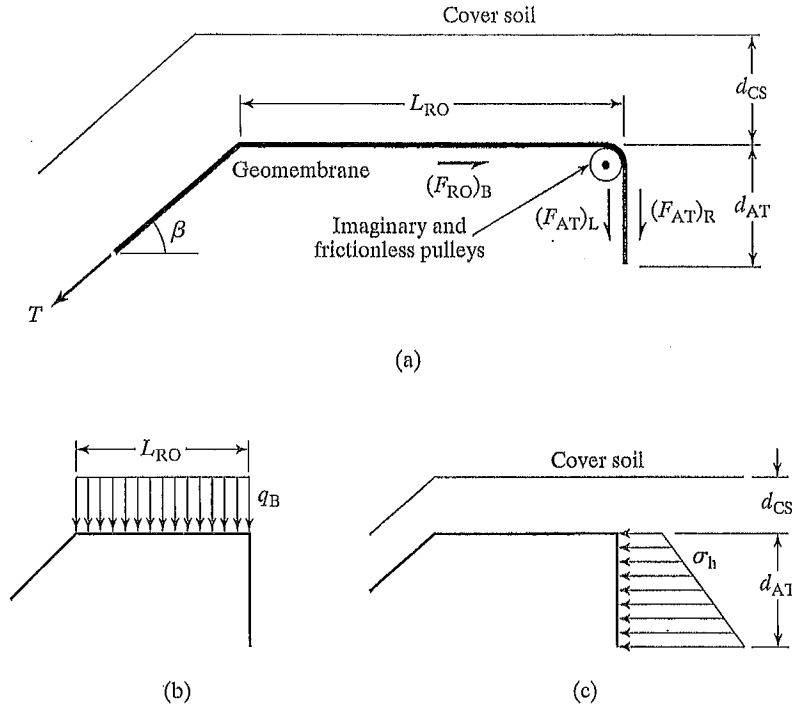 Cover soil
d_CS
L_RO
Geomembrane
(F_RO)_B
Imaginary and
frictionless pulleys
(F_AT)_L
(F_AT)_R
d_AT
β
T
(a)
L_RO
q_B
(b)
Cover soil
d_CS
σ_h
d_AT
(c)